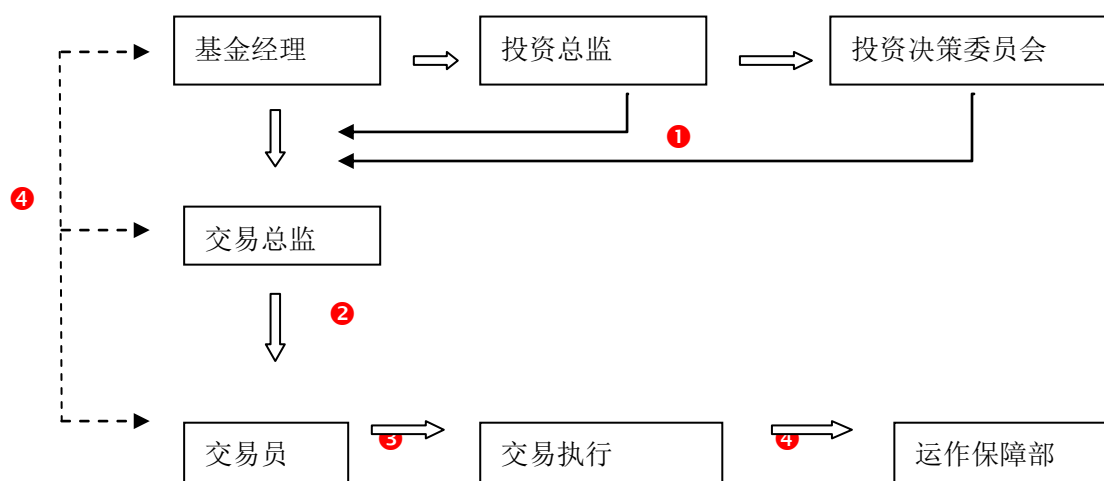 基金经理
投资总监
投资决策委员会
❶
❹
交易总监
❷
交易员
❸
交易执行
❹
运作保障部